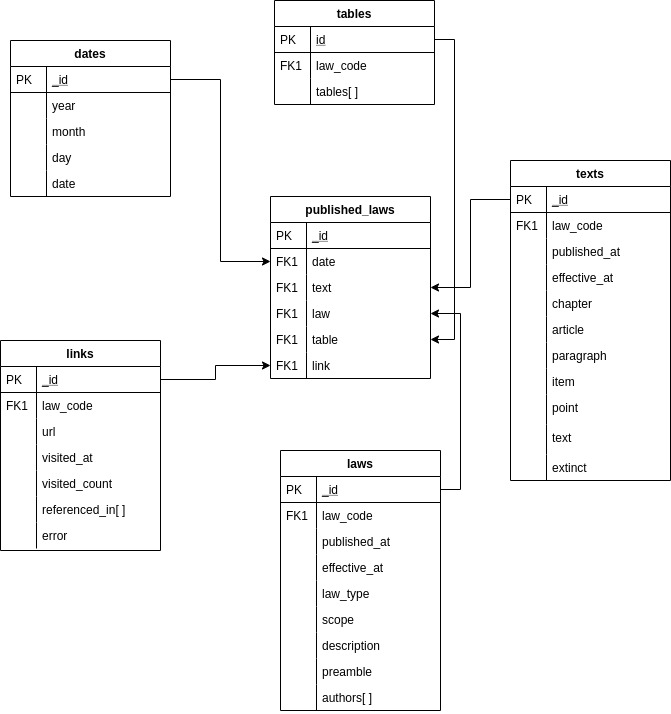 tables
PK id
FK1 law_code
tables[ ]
dates
PK _id
year
month
day
date
texts
PK _id
FK1 law_code
published_at
effective_at
chapter
article
paragraph
item
point
text
extinct
published_laws
PK _id
FK1 date
FK1 text
FK1 law
FK1 table
FK1 link
links
PK _id
FK1 law_code
url
visited_at
visited_count
referenced_in[ ]
error
laws
PK _id
FK1 law_code
published_at
effective_at
law_type
scope
description
preamble
authors[ ]